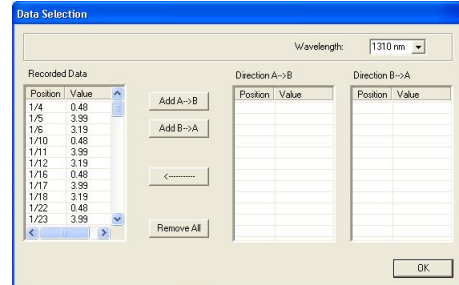 Data Selection
Wavelength: 1310 nm
Recorded Data
Position Value
1/4 0.48
1/5 3.99
1/6 3.19
1/10 0.48
1/11 3.99
1/12 3.19
1/16 0.48
1/17 3.99
1/18 3.19
1/22 0.48
1/23 3.99
Add A-->B
Add B-->A
<-----------
Remove All
Direction A-->B
Position Value
Direction B-->A
Position Value
OK